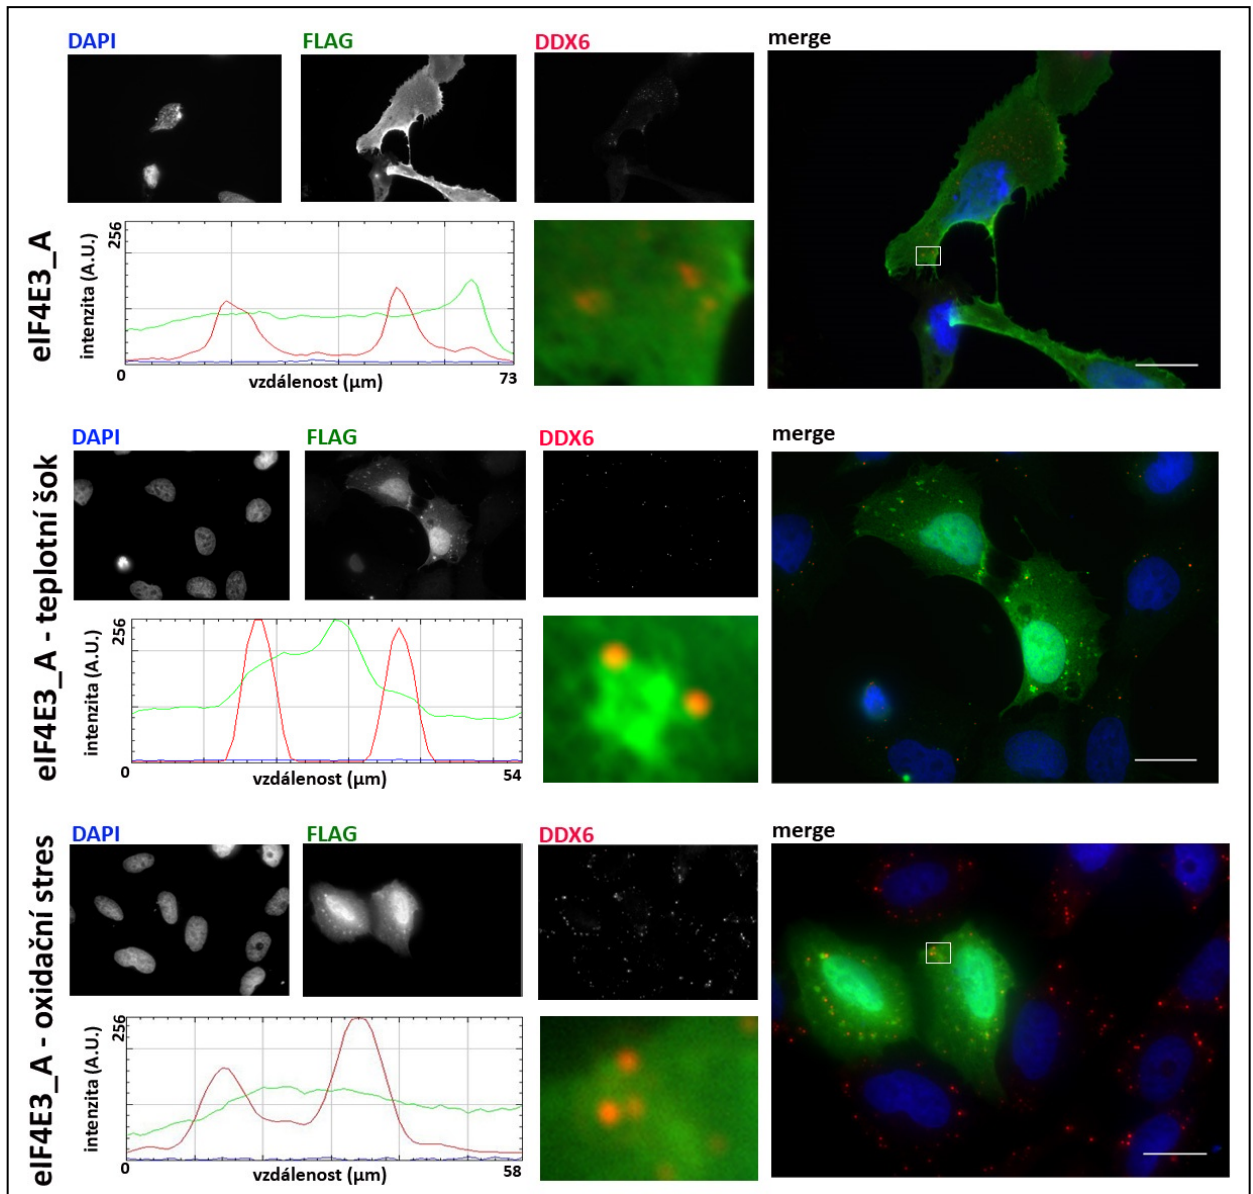 DAPI FLAG DDX6 merge
eIF4E3_A
intenzita (A.U.)
256
0 vzdálenost (µm) 73
DAPI FLAG DDX6 merge
eIF4E3_A - teplotní šok
intenzita (A.U.)
256
0 vzdálenost (µm) 54
DAPI FLAG DDX6 merge
eIF4E3_A - oxidační stres
intenzita (A.U.)
256
0 vzdálenost (µm) 58